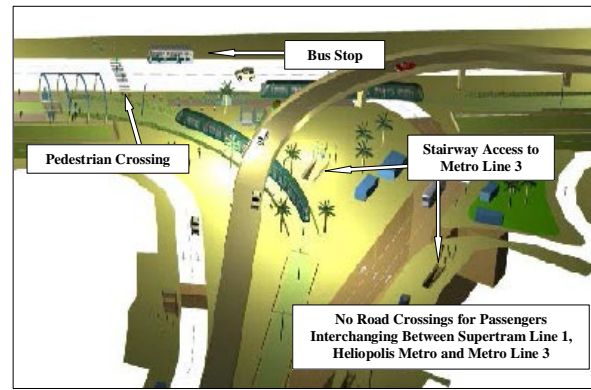 Bus Stop
Pedestrian Crossing
Stairway Access to
Metro Line 3
No Road Crossings for Passengers
Interchanging Between Supertram Line 1,
Heliopolis Metro and Metro Line 3